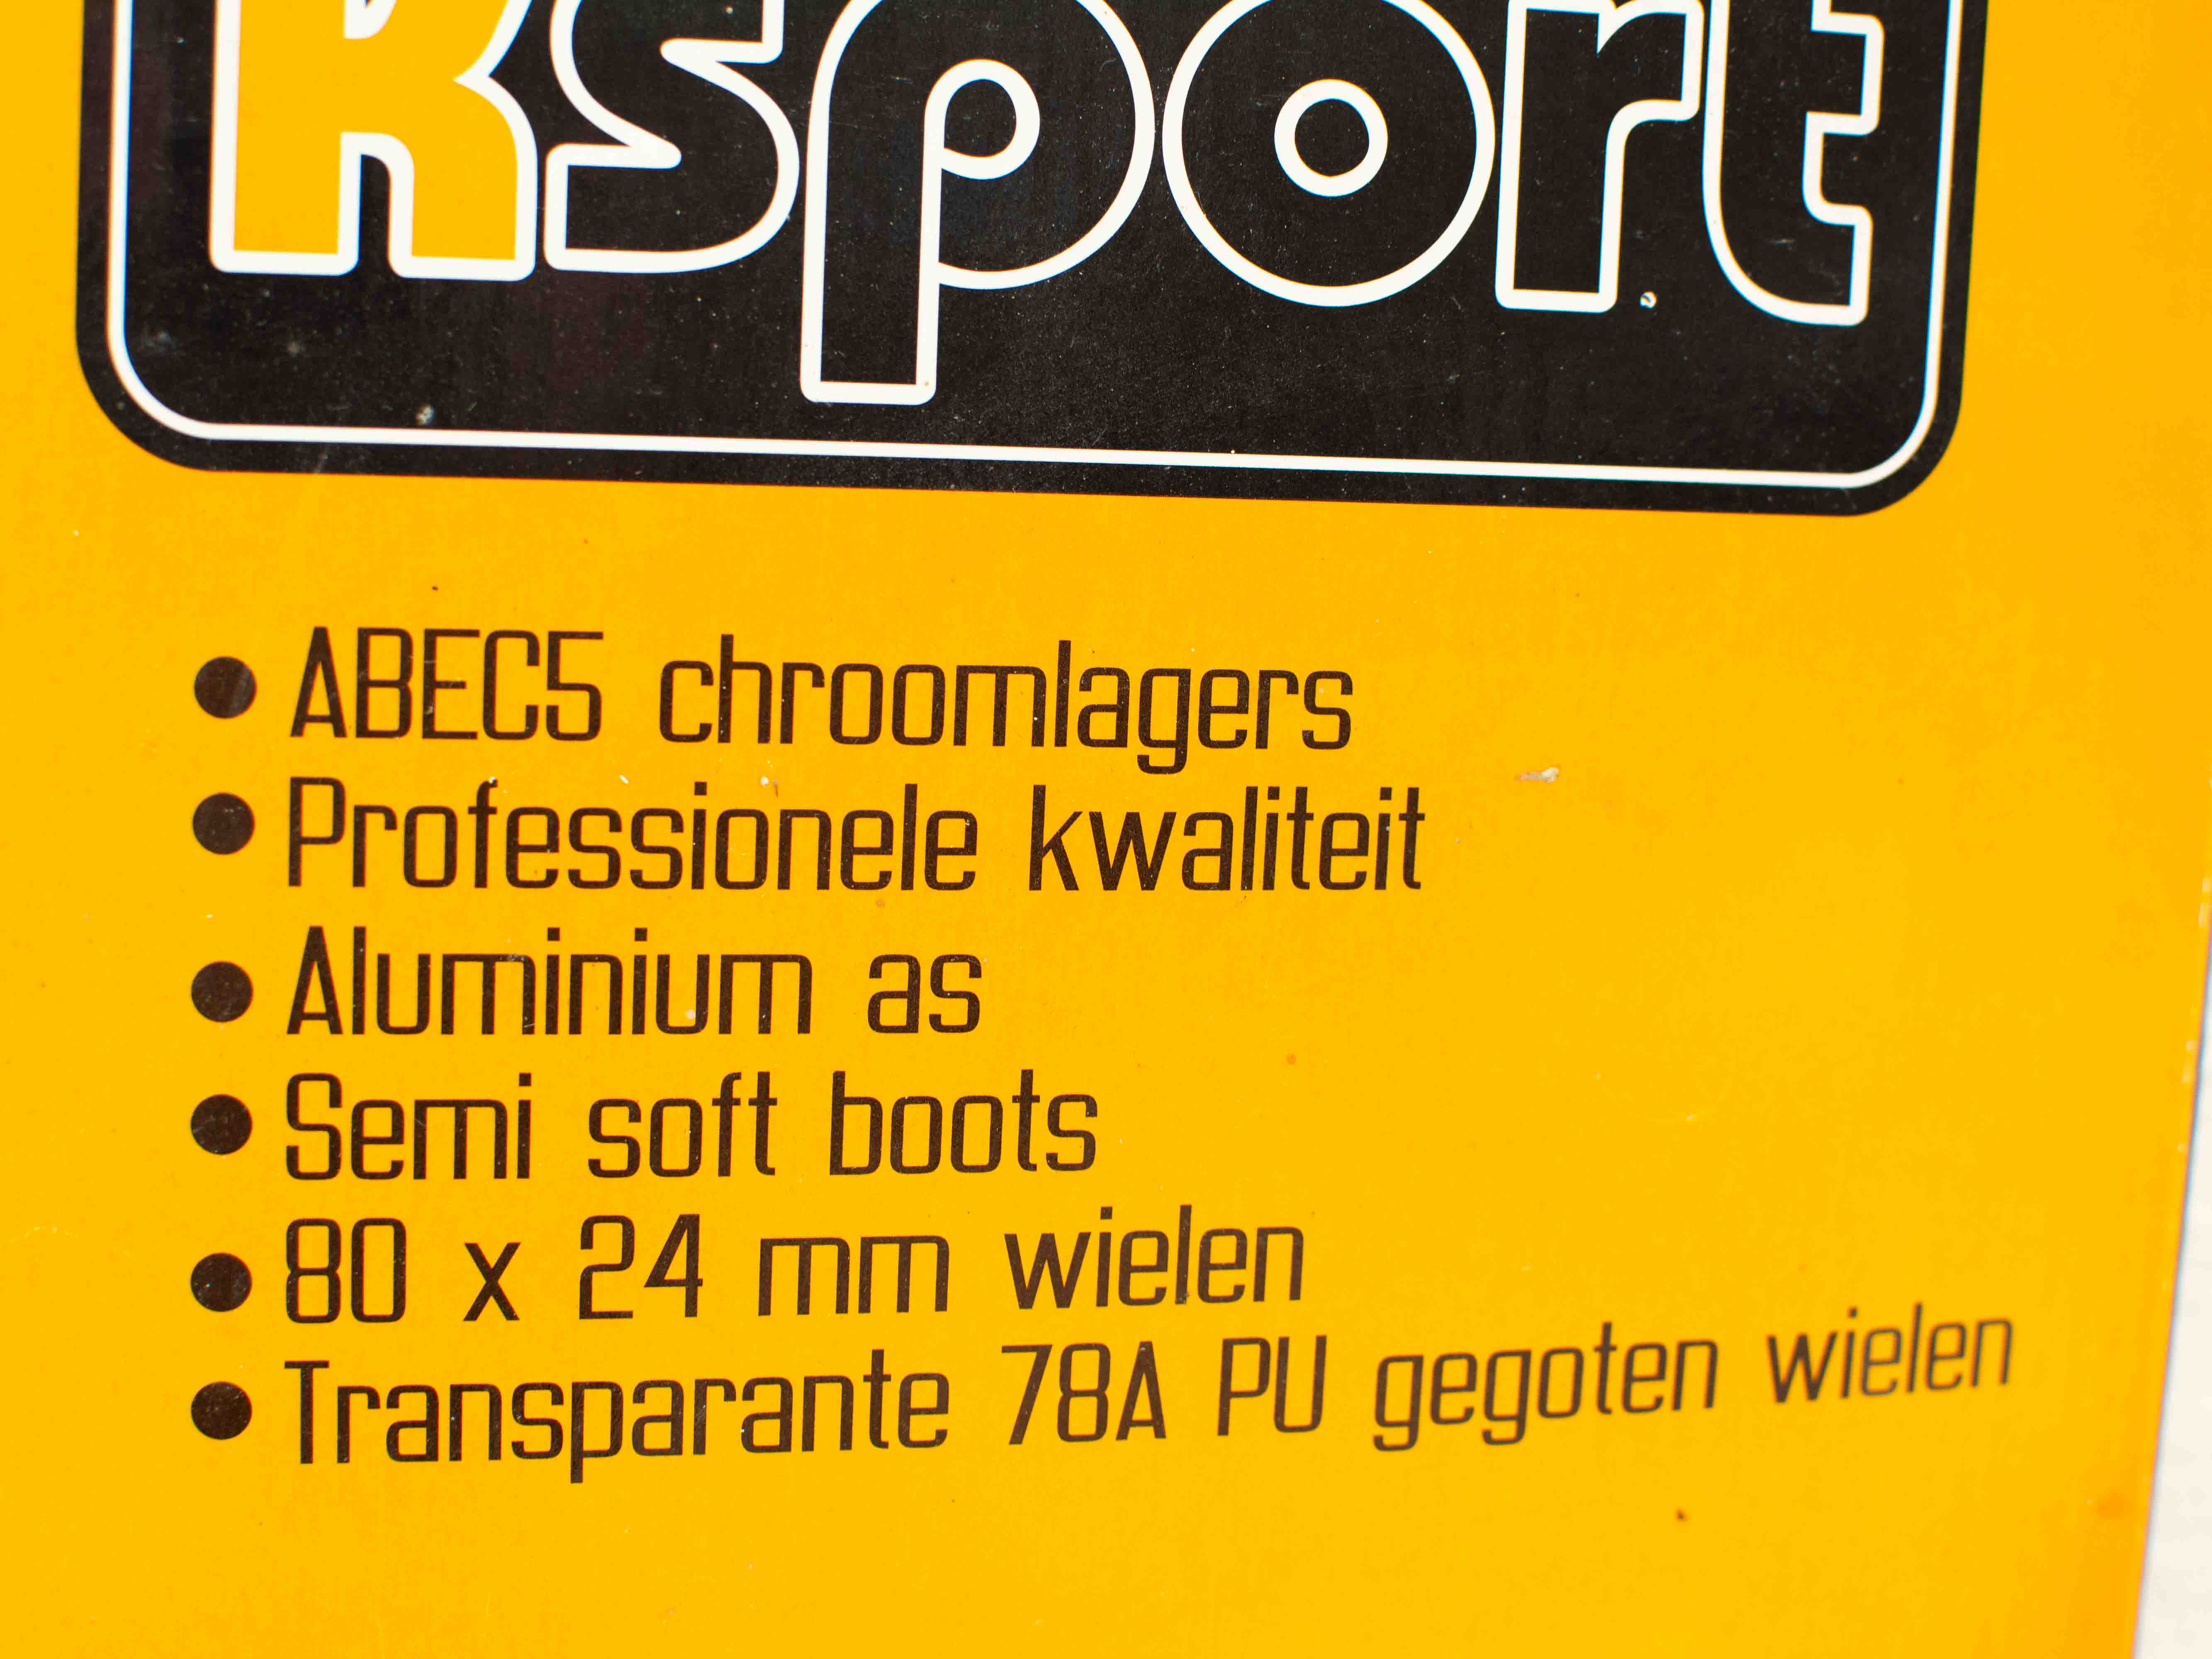 Ksport
ABEC5 chroomlagers
Professionele kwaliteit
Aluminium as
Semi soft boots
80 x 24 mm wielen
Transparante 78A PU gegoten wielen